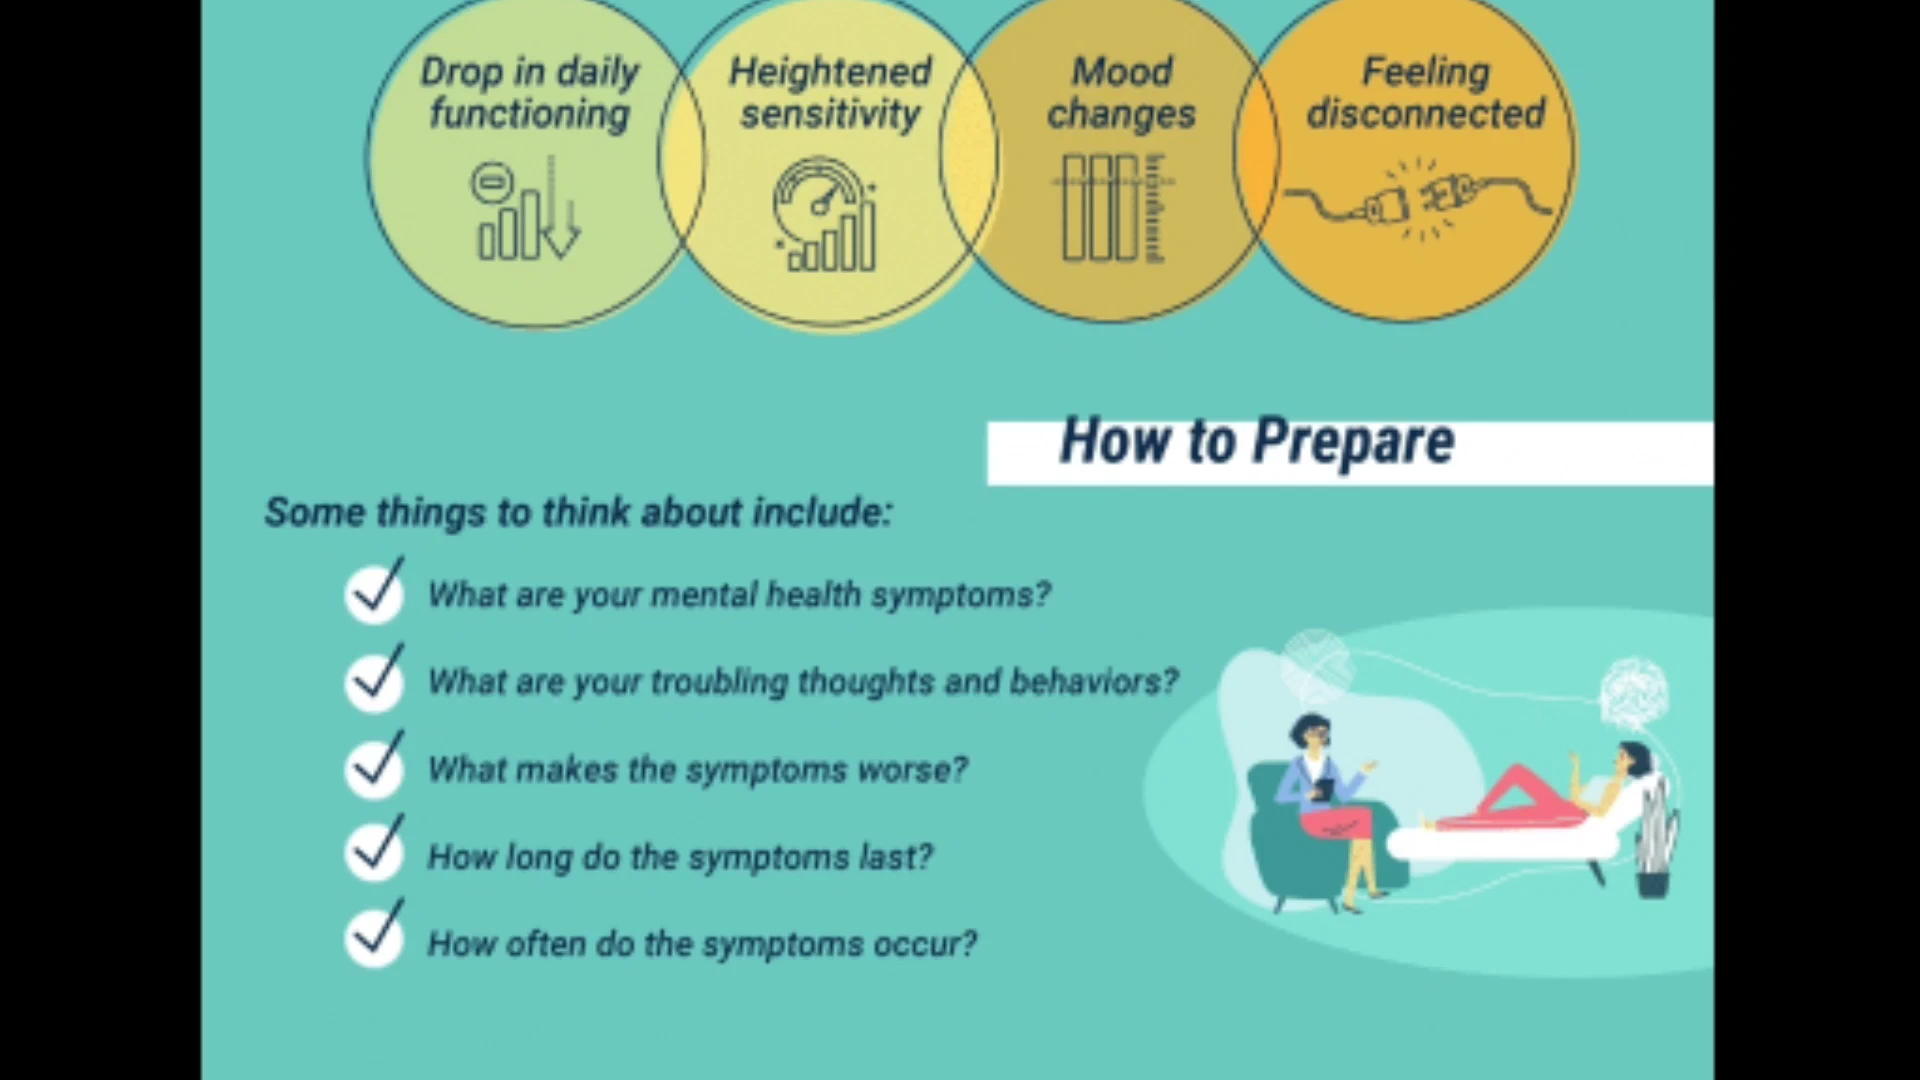 Drop in daily
functioning
Heightened
sensitivity
Mood
changes
Feeling
disconnected
How to Prepare
Some things to think about include:
What are your mental health symptoms?
What are your troubling thoughts and behaviors?
What makes the symptoms worse?
How long do the symptoms last?
How often do the symptoms occur?